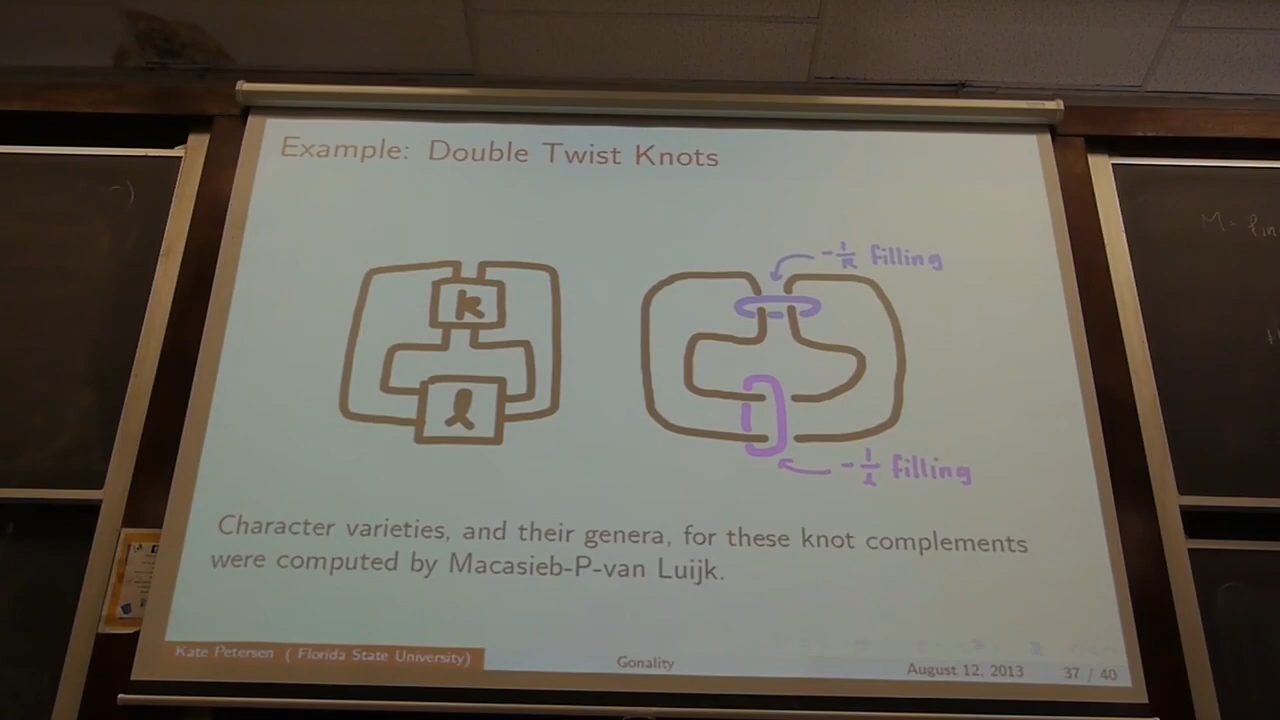 Example: Double Twist Knots
k
l
-1/k filling
-1/l filling
Character varieties, and their genera, for these knot complements
were computed by Macasieb-P-van Luijk.
Kate Petersen ( Florida State University)
Gonality
August 12, 2013
37 / 40
M =